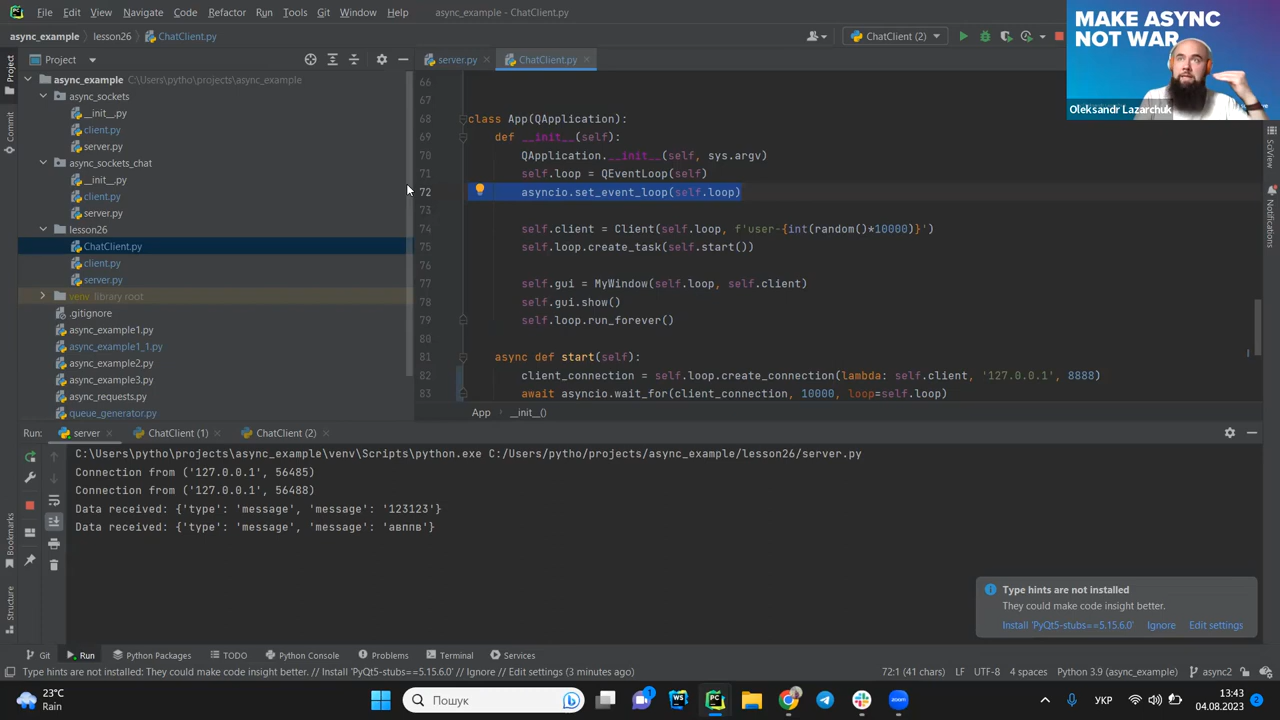 File Edit View Navigate Code Refactor Run Tools Git Window Help async_example - ChatClient.py
async_example lesson26 ChatClient.py ChatClient (2)
MAKE ASYNC
NOT WAR
Oleksandr Lazarchuk
Project
Commit
Bookmarks
Structure
Project
async_example C:\Users\pytho\projects\async_example
async_sockets
__init__.py
client.py
server.py
async_sockets_chat
__init__.py
client.py
server.py
lesson26
ChatClient.py
client.py
server.py
venv library root
.gitignore
async_example1.py
async_example1_1.py
async_example2.py
async_example3.py
async_requests.py
queue_generator.py
server.py ChatClient.py
66
67
68 class App(QApplication):
69 def __init__(self):
70 QApplication.__init__(self, sys.argv)
71 self.loop = QEventLoop(self)
72 asyncio.set_event_loop(self.loop)
73
74 self.client = Client(self.loop, f'user-{int(random()*10000)}')
75 self.loop.create_task(self.start())
76
77 self.gui = MyWindow(self.loop, self.client)
78 self.gui.show()
79 self.loop.run_forever()
80
81 async def start(self):
82 client_connection = self.loop.create_connection(lambda: self.client, '127.0.0.1', 8888)
83 await asyncio.wait_for(client_connection, 10000, loop=self.loop)
App __init__()
SciView
Notifications
Run: server ChatClient (1) ChatClient (2)
C:\Users\pytho\projects\async_example\venv\Scripts\python.exe C:/Users/pytho/projects/async_example/lesson26/server.py
Connection from ('127.0.0.1', 56485)
Connection from ('127.0.0.1', 56488)
Data received: {'type': 'message', 'message': '123123'}
Data received: {'type': 'message', 'message': 'авппв'}
Type hints are not installed
They could make code insight better.
Install 'PyQt5-stubs==5.15.6.0' Ignore Edit settings
Git Run Python Packages TODO Python Console Problems Terminal Services
Type hints are not installed: They could make code insight better. // Install 'PyQt5-stubs==5.15.6.0' // Ignore // Edit settings (3 minutes ago) 72:1 (41 chars) LF UTF-8 4 spaces Python 3.9 (async_example) async2
23°C
Rain
Пошук
1
WS
PC
УКР
13:43
04.08.2023